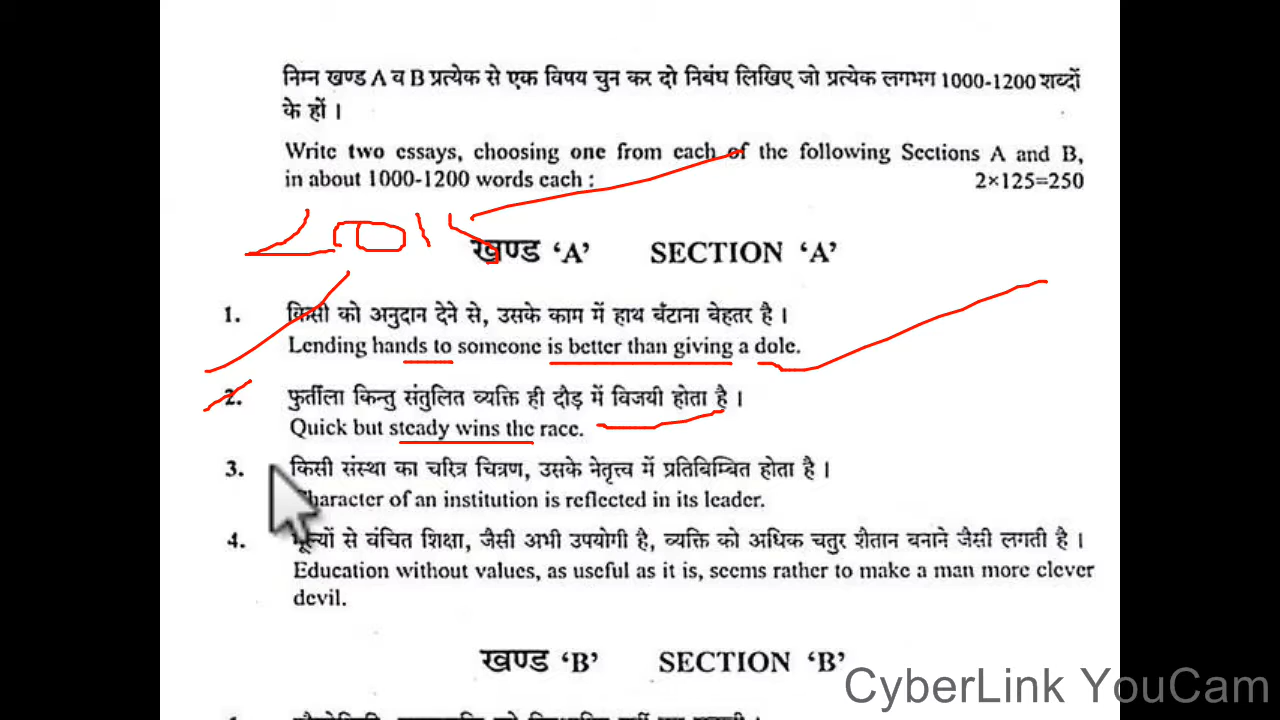 निम्न खण्ड A व B प्रत्येक से एक विषय चुन कर दो निबंध लिखिए जो प्रत्येक लगभग 1000-1200 शब्दों
के हों ।
Write two essays, choosing one from each of the following Sections A and B,
in about 1000-1200 words each : 2×125=250
खण्ड ‘A’ SECTION ‘A’
1. किसी को अनुदान देने से, उसके काम में हाथ बँटाना बेहतर है ।
Lending hands to someone is better than giving a dole.
2. फुर्तीला किन्तु संतुलित व्यक्ति ही दौड़ में विजयी होता है ।
Quick but steady wins the race.
3. किसी संस्था का चरित्र चित्रण, उसके नेतृत्त्व में प्रतिबिम्बित होता है ।
Character of an institution is reflected in its leader.
4. मूल्यों से वंचित शिक्षा, जैसी अभी उपयोगी है, व्यक्ति को अधिक चतुर शैतान बनाने जैसी लगती है ।
Education without values, as useful as it is, seems rather to make a man more clever
devil.
खण्ड ‘B’ SECTION ‘B’
CyberLink YouCam